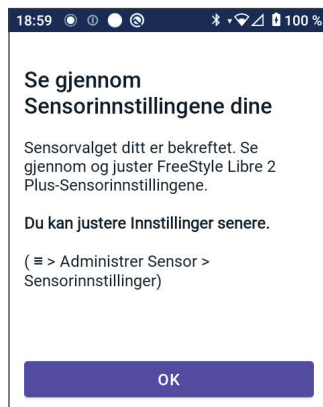 18:59 100 %
Se gjennom
Sensorinnstillingene dine
Sensorvalget ditt er bekreftet. Se
gjennom og juster FreeStyle Libre 2
Plus-Sensorinnstillingene.
Du kan justere Innstillinger senere.
( ≡ > Administrer Sensor >
Sensorinnstillinger)
OK